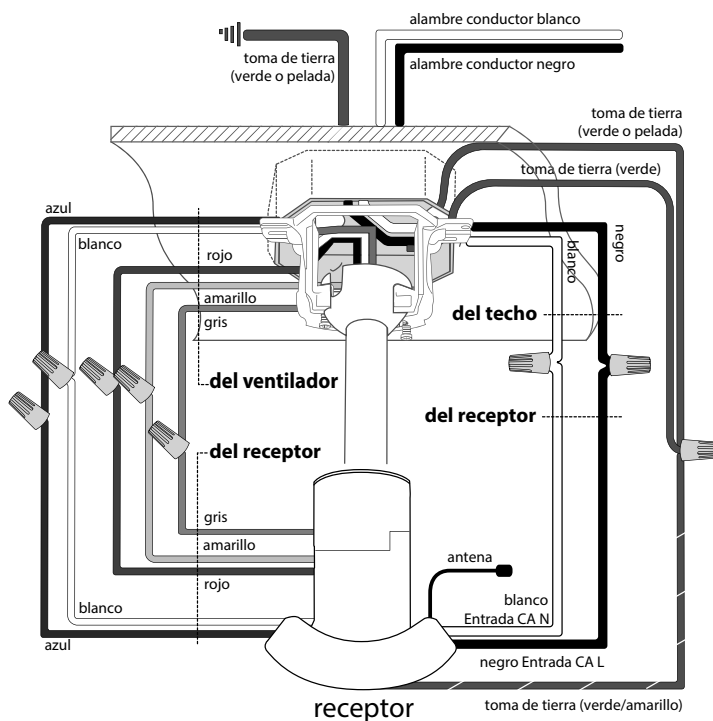 alambre conductor blanco
toma de tierra
(verde o pelada)
alambre conductor negro
toma de tierra
(verde o pelada)
toma de tierra (verde)
azul
blanco
negro
blanco
rojo
amarillo
gris
del techo
del ventilador
del receptor
del receptor
gris
amarillo
rojo
antena
blanco
Entrada CA N
blanco
azul
negro Entrada CA L
receptor
toma de tierra (verde/amarillo)